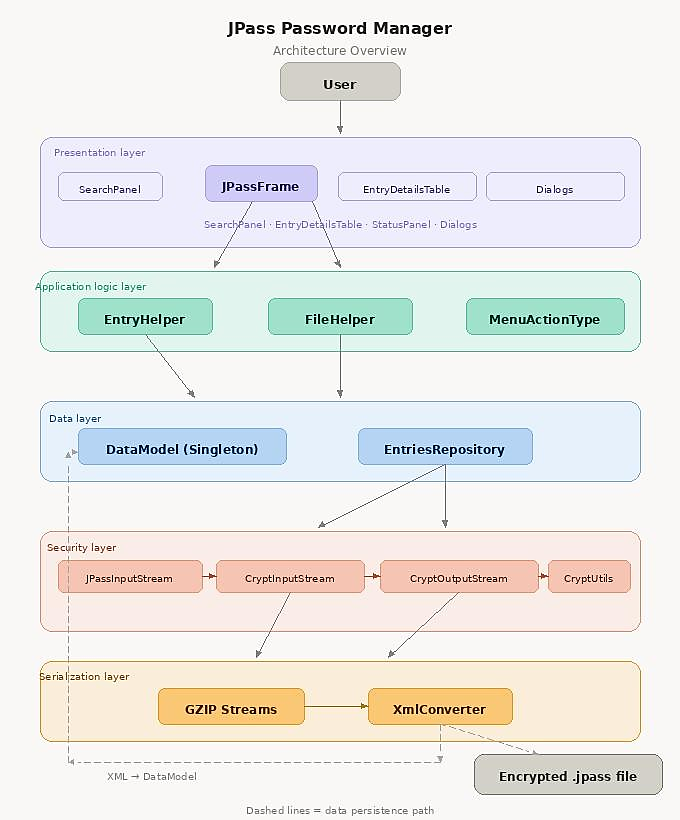 JPass Password Manager
Architecture Overview
User
Presentation layer
SearchPanel
JPassFrame
EntryDetailsTable
Dialogs
SearchPanel · EntryDetailsTable · StatusPanel · Dialogs
Application logic layer
EntryHelper
FileHelper
MenuActionType
Data layer
DataModel (Singleton)
EntriesRepository
Security layer
JPassInputStream
CryptInputStream
CryptOutputStream
CryptUtils
Serialization layer
GZIP Streams
XmlConverter
Encrypted .jpass file
XML → DataModel
Dashed lines = data persistence path